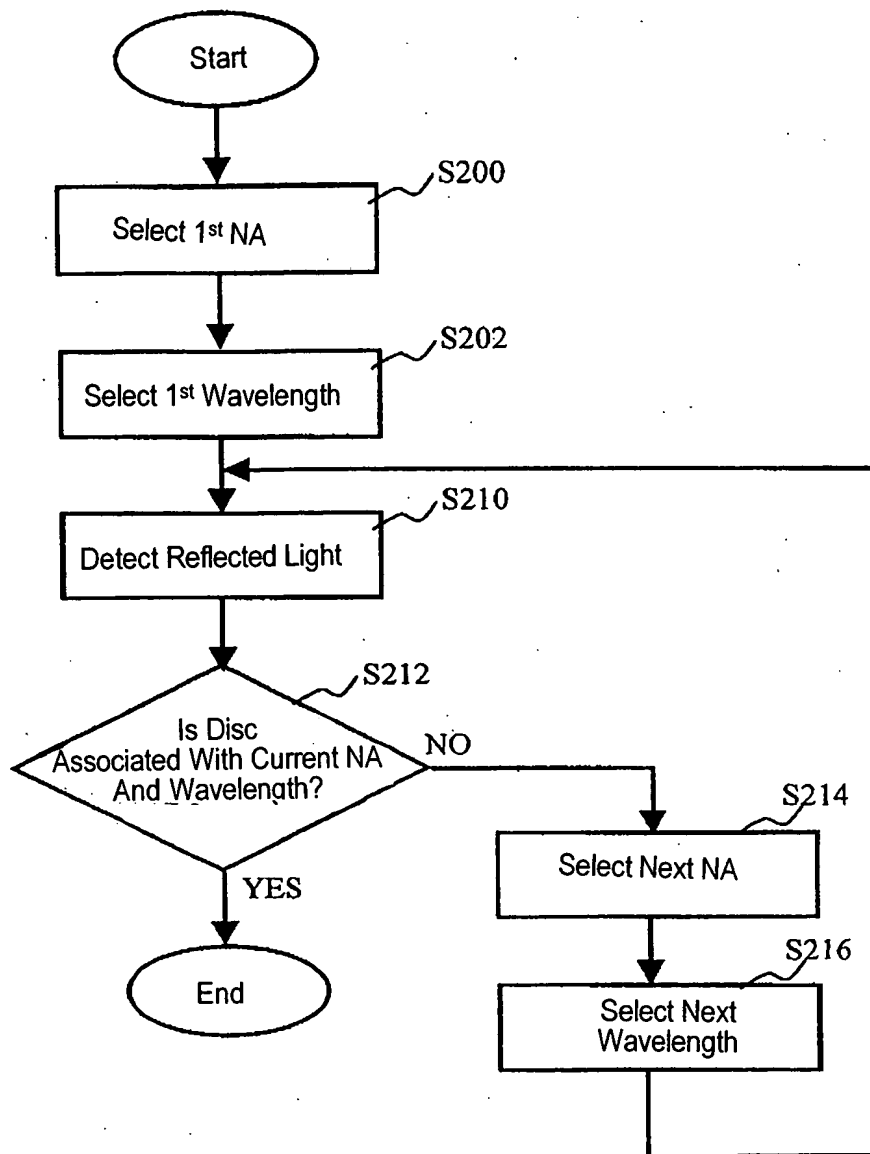 Start
S200
Select 1st NA
S202
Select 1st Wavelength
S210
Detect Reflected Light
S212
Is Disc
Associated With Current NA
And Wavelength?
NO
S214
Select Next NA
YES
S216
End
Select Next
Wavelength